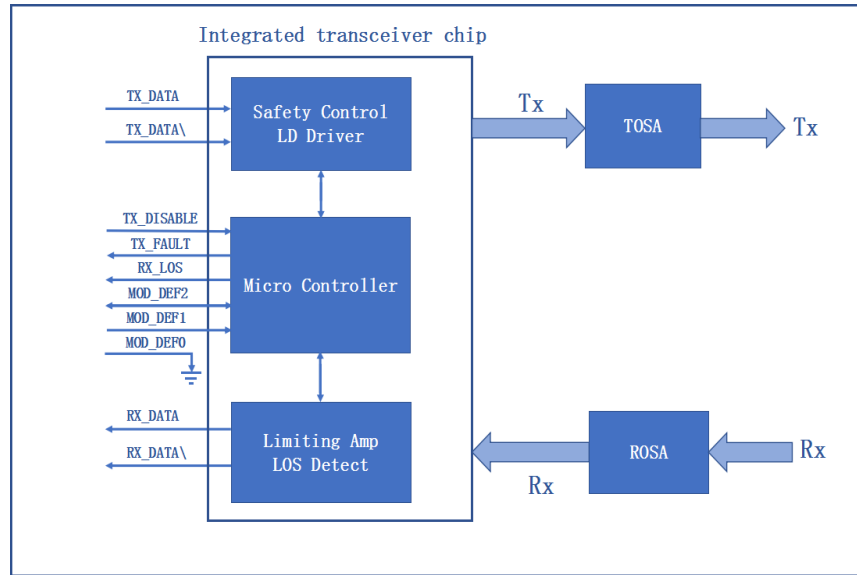 Integrated transceiver chip
TX_DATA
TX_DATA\
Safety Control
LD Driver
Tx
TOSA
Tx
TX_DISABLE
TX_FAULT
RX_LOS
MOD_DEF2
MOD_DEF1
MOD_DEF0
Micro Controller
RX_DATA
RX_DATA\
Limiting Amp
LOS Detect
Rx
ROSA
Rx